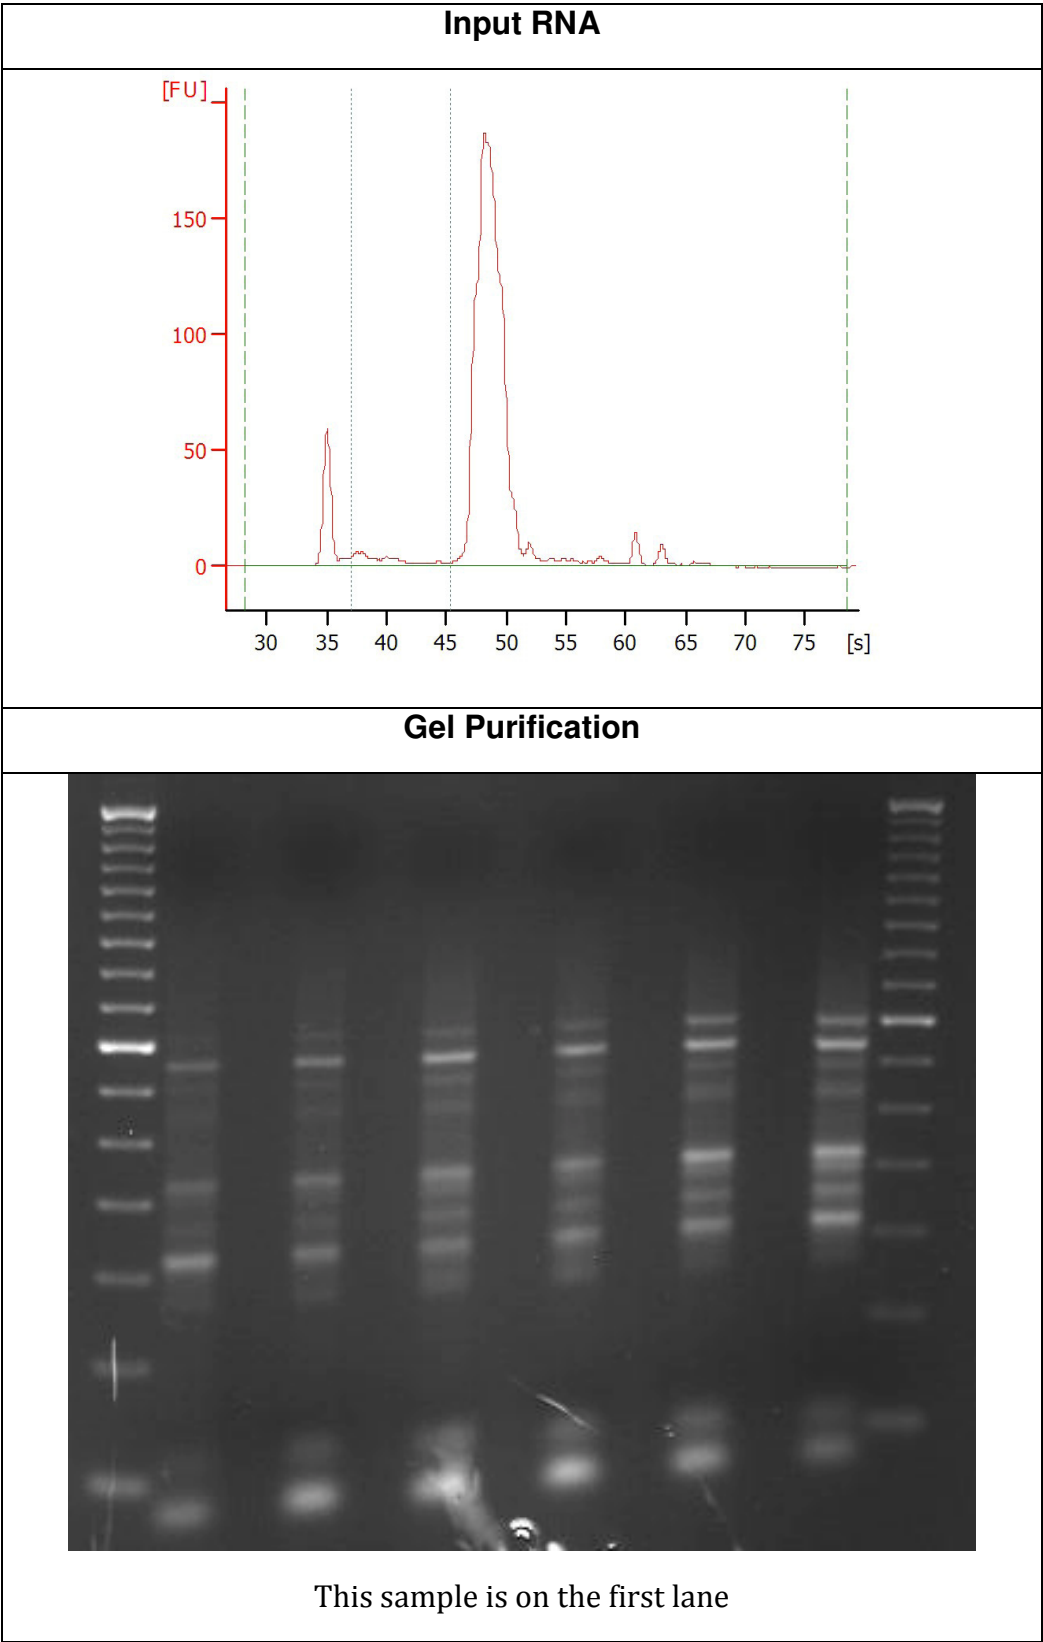 Input RNA
[FU]
150
100
50
0
30 35 40 45 50 55 60 65 70 75 [s]
Gel Purification
This sample is on the first lane